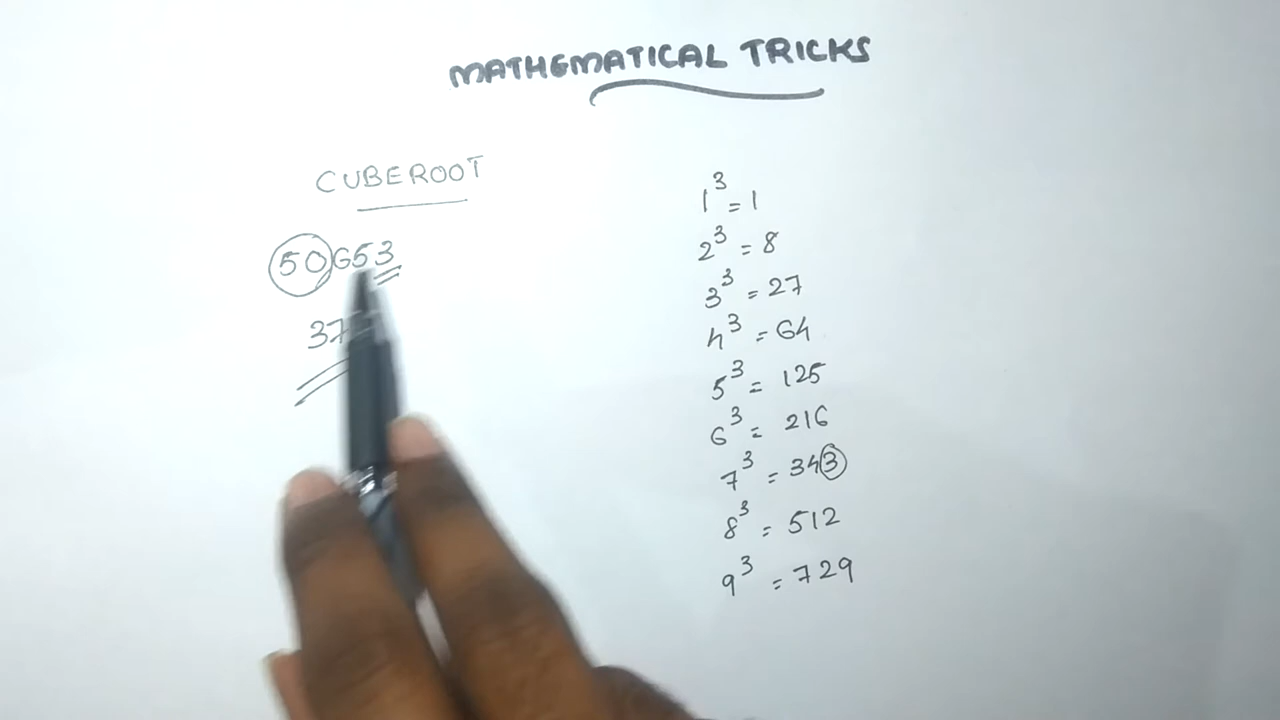 MATHEMATICAL TRICKS
CUBEROOT
50653
37
1³ = 1
2³ = 8
3³ = 27
4³ = 64
5³ = 125
6³ = 216
7³ = 343
8³ = 512
9³ = 729